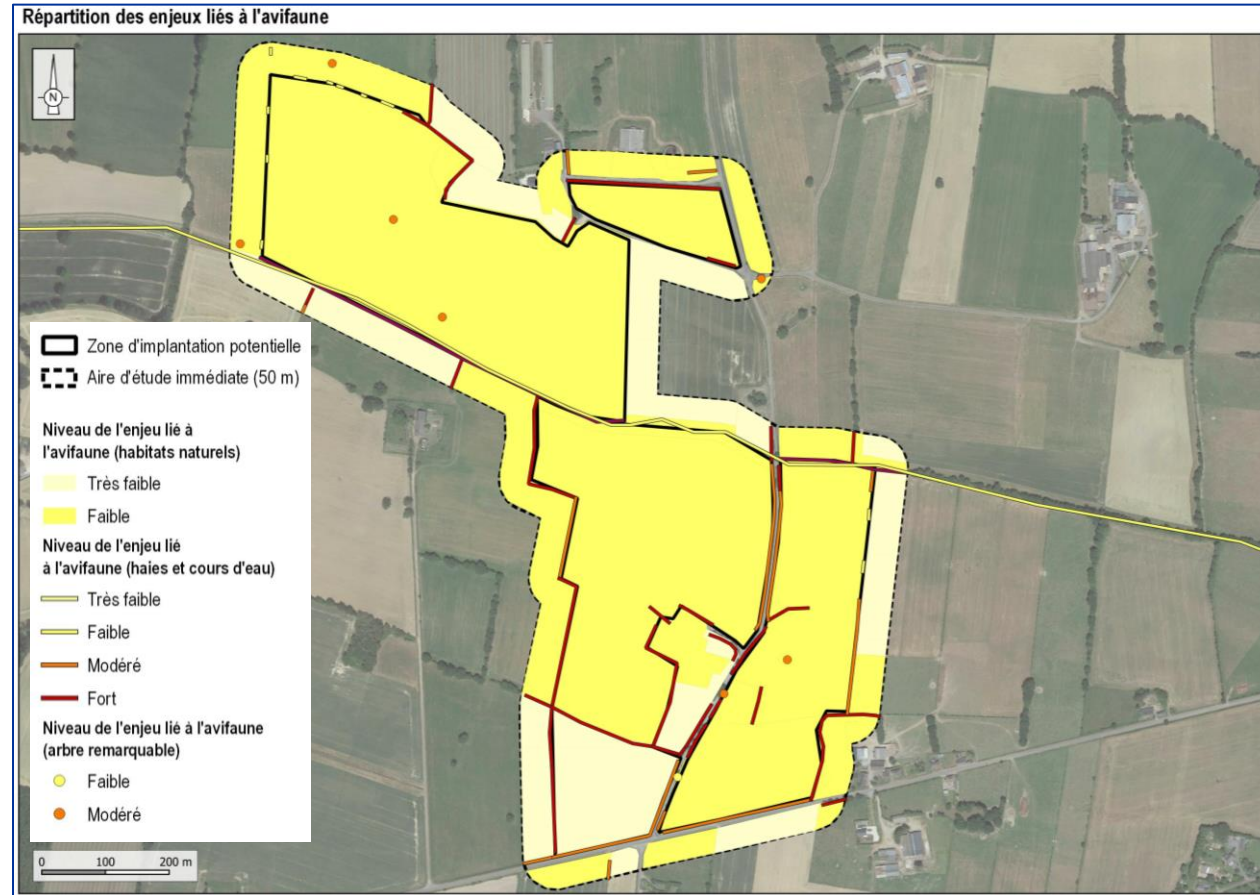 Répartition des enjeux liés à l'avifaune
N
Zone d'implantation potentielle
Aire d'étude immédiate (50 m)
Niveau de l'enjeu lié à
l'avifaune (habitats naturels)
Très faible
Faible
Niveau de l'enjeu lié
à l'avifaune (haies et cours d'eau)
Très faible
Faible
Modéré
Fort
Niveau de l'enjeu lié à l'avifaune
(arbre remarquable)
Faible
Modéré
0 100 200 m